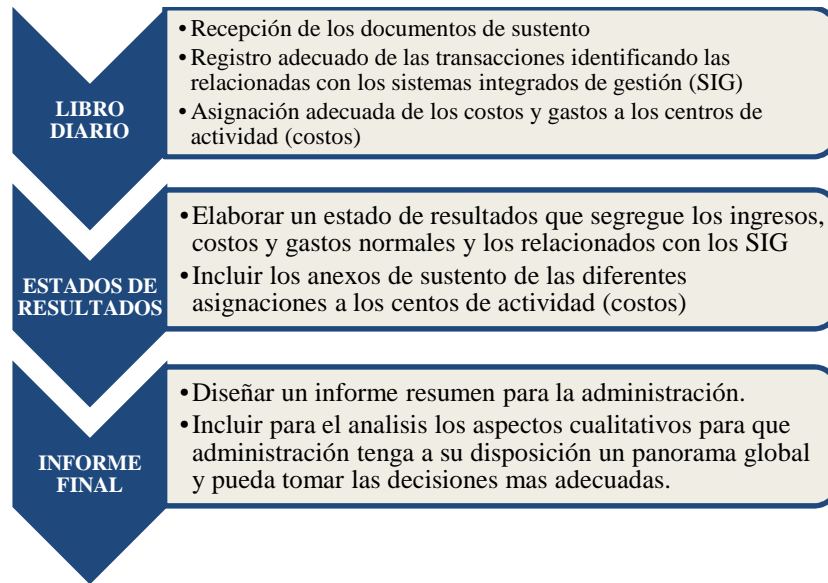 LIBRO
DIARIO
• Recepción de los documentos de sustento
• Registro adecuado de las transacciones identificando las
relacionadas con los sistemas integrados de gestión (SIG)
• Asignación adecuada de los costos y gastos a los centros de
actividad (costos)
ESTADOS DE
RESULTADOS
• Elaborar un estado de resultados que segregue los ingresos,
costos y gastos normales y los relacionados con los SIG
• Incluir los anexos de sustento de las diferentes
asignaciones a los centos de actividad (costos)
INFORME
FINAL
• Diseñar un informe resumen para la administración.
• Incluir para el analisis los aspectos cualitativos para que
administración tenga a su disposición un panorama global
y pueda tomar las decisiones mas adecuadas.